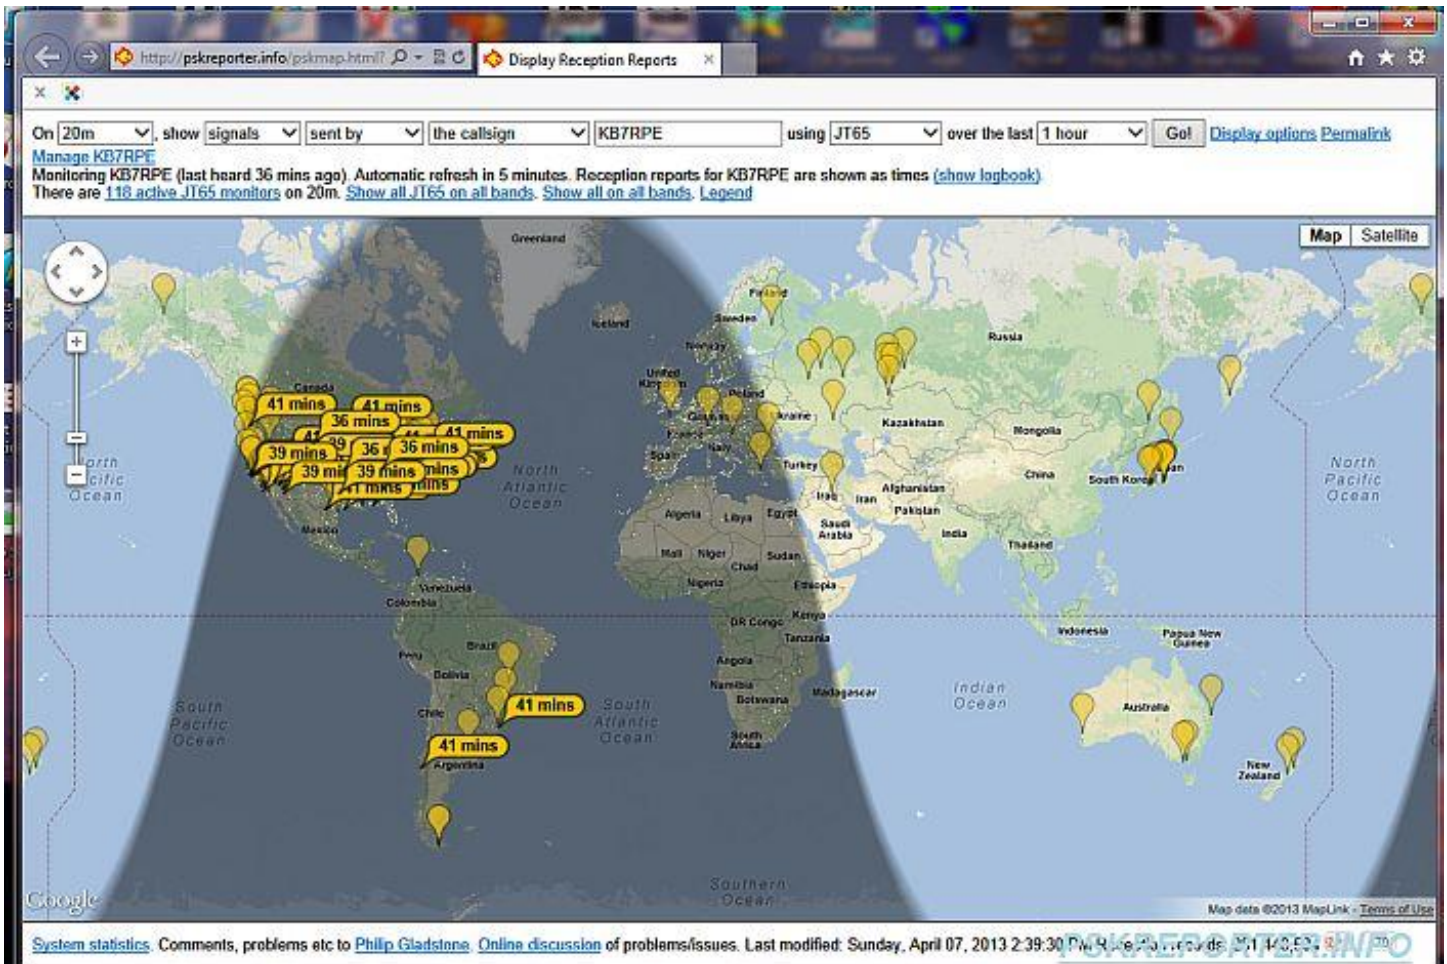 http://pskreporter.info/pskmap.html?
Display Reception Reports
On 20m, show signals sent by the callsign KB7RPE using JT65 over the last 1 hour Go! Display options Permalink
Manage KB7RPE
Monitoring KB7RPE (last heard 36 mins ago). Automatic refresh in 5 minutes. Reception reports for KB7RPE are shown as times (show logbook).
There are 118 active JT65 monitors on 20m. Show all JT65 on all bands. Show all on all bands. Legend
Map Satellite
Greenland
Finland
Iceland
Sweden
Russia
Norway
United Kingdom
Poland
Canada
41 mins
41 mins
36 mins
Ukraine
Kazakhstan
Mongolia
41 mins
39 mins
36 mins
39 mins
39 mins
mins
mins
41 mins
Spain
Italy
Turkey
North Atlantic Ocean
China
South Korea
North Pacific Ocean
Iraq
Iran
Afghanistan
Pakistan
Mexico
Algeria
Libya
Egypt
Saudi Arabia
India
Thailand
Mali
Niger
Chad
Sudan
Nigeria
Ethiopia
Venezuela
Colombia
DR Congo
Kenya
Tanzania
Indonesia
Papua New Guinea
Peru
Brazil
Bolivia
Angola
Namibia
Botswana
Madagascar
Indian Ocean
Australia
South Pacific Ocean
Chile
41 mins
South Atlantic Ocean
South Africa
41 mins
Argentina
New Zealand
Southern Ocean
Google
Map data ©2013 MapLink - Terms of Use
System statistics. Comments, problems etc to Philip Gladstone. Online discussion of problems/issues. Last modified: Sunday, April 07, 2013 2:39:30 PM
PSKREPORTER.INFO